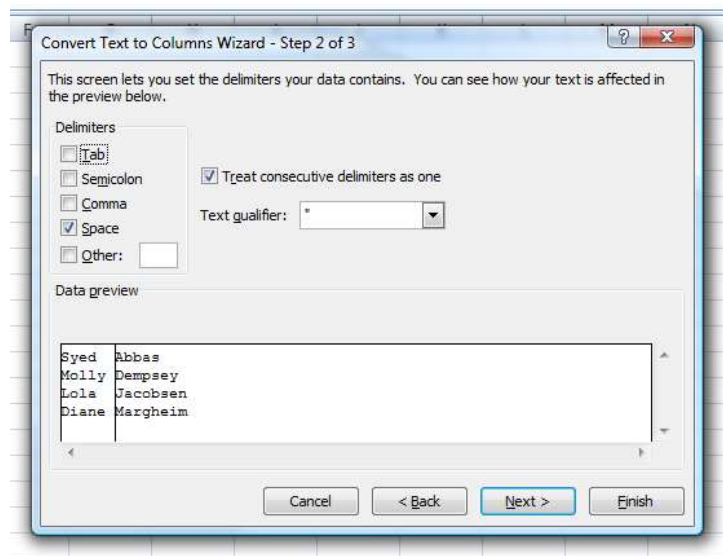 Convert Text to Columns Wizard - Step 2 of 3
This screen lets you set the delimiters your data contains. You can see how your text is affected in
the preview below.
Delimiters
Tab
Semicolon
Comma
Space
Other:
Treat consecutive delimiters as one
Text qualifier: "
Data preview
Syed Abbas
Molly Dempsey
Lola Jacobsen
Diane Margheim
Cancel < Back Next > Finish